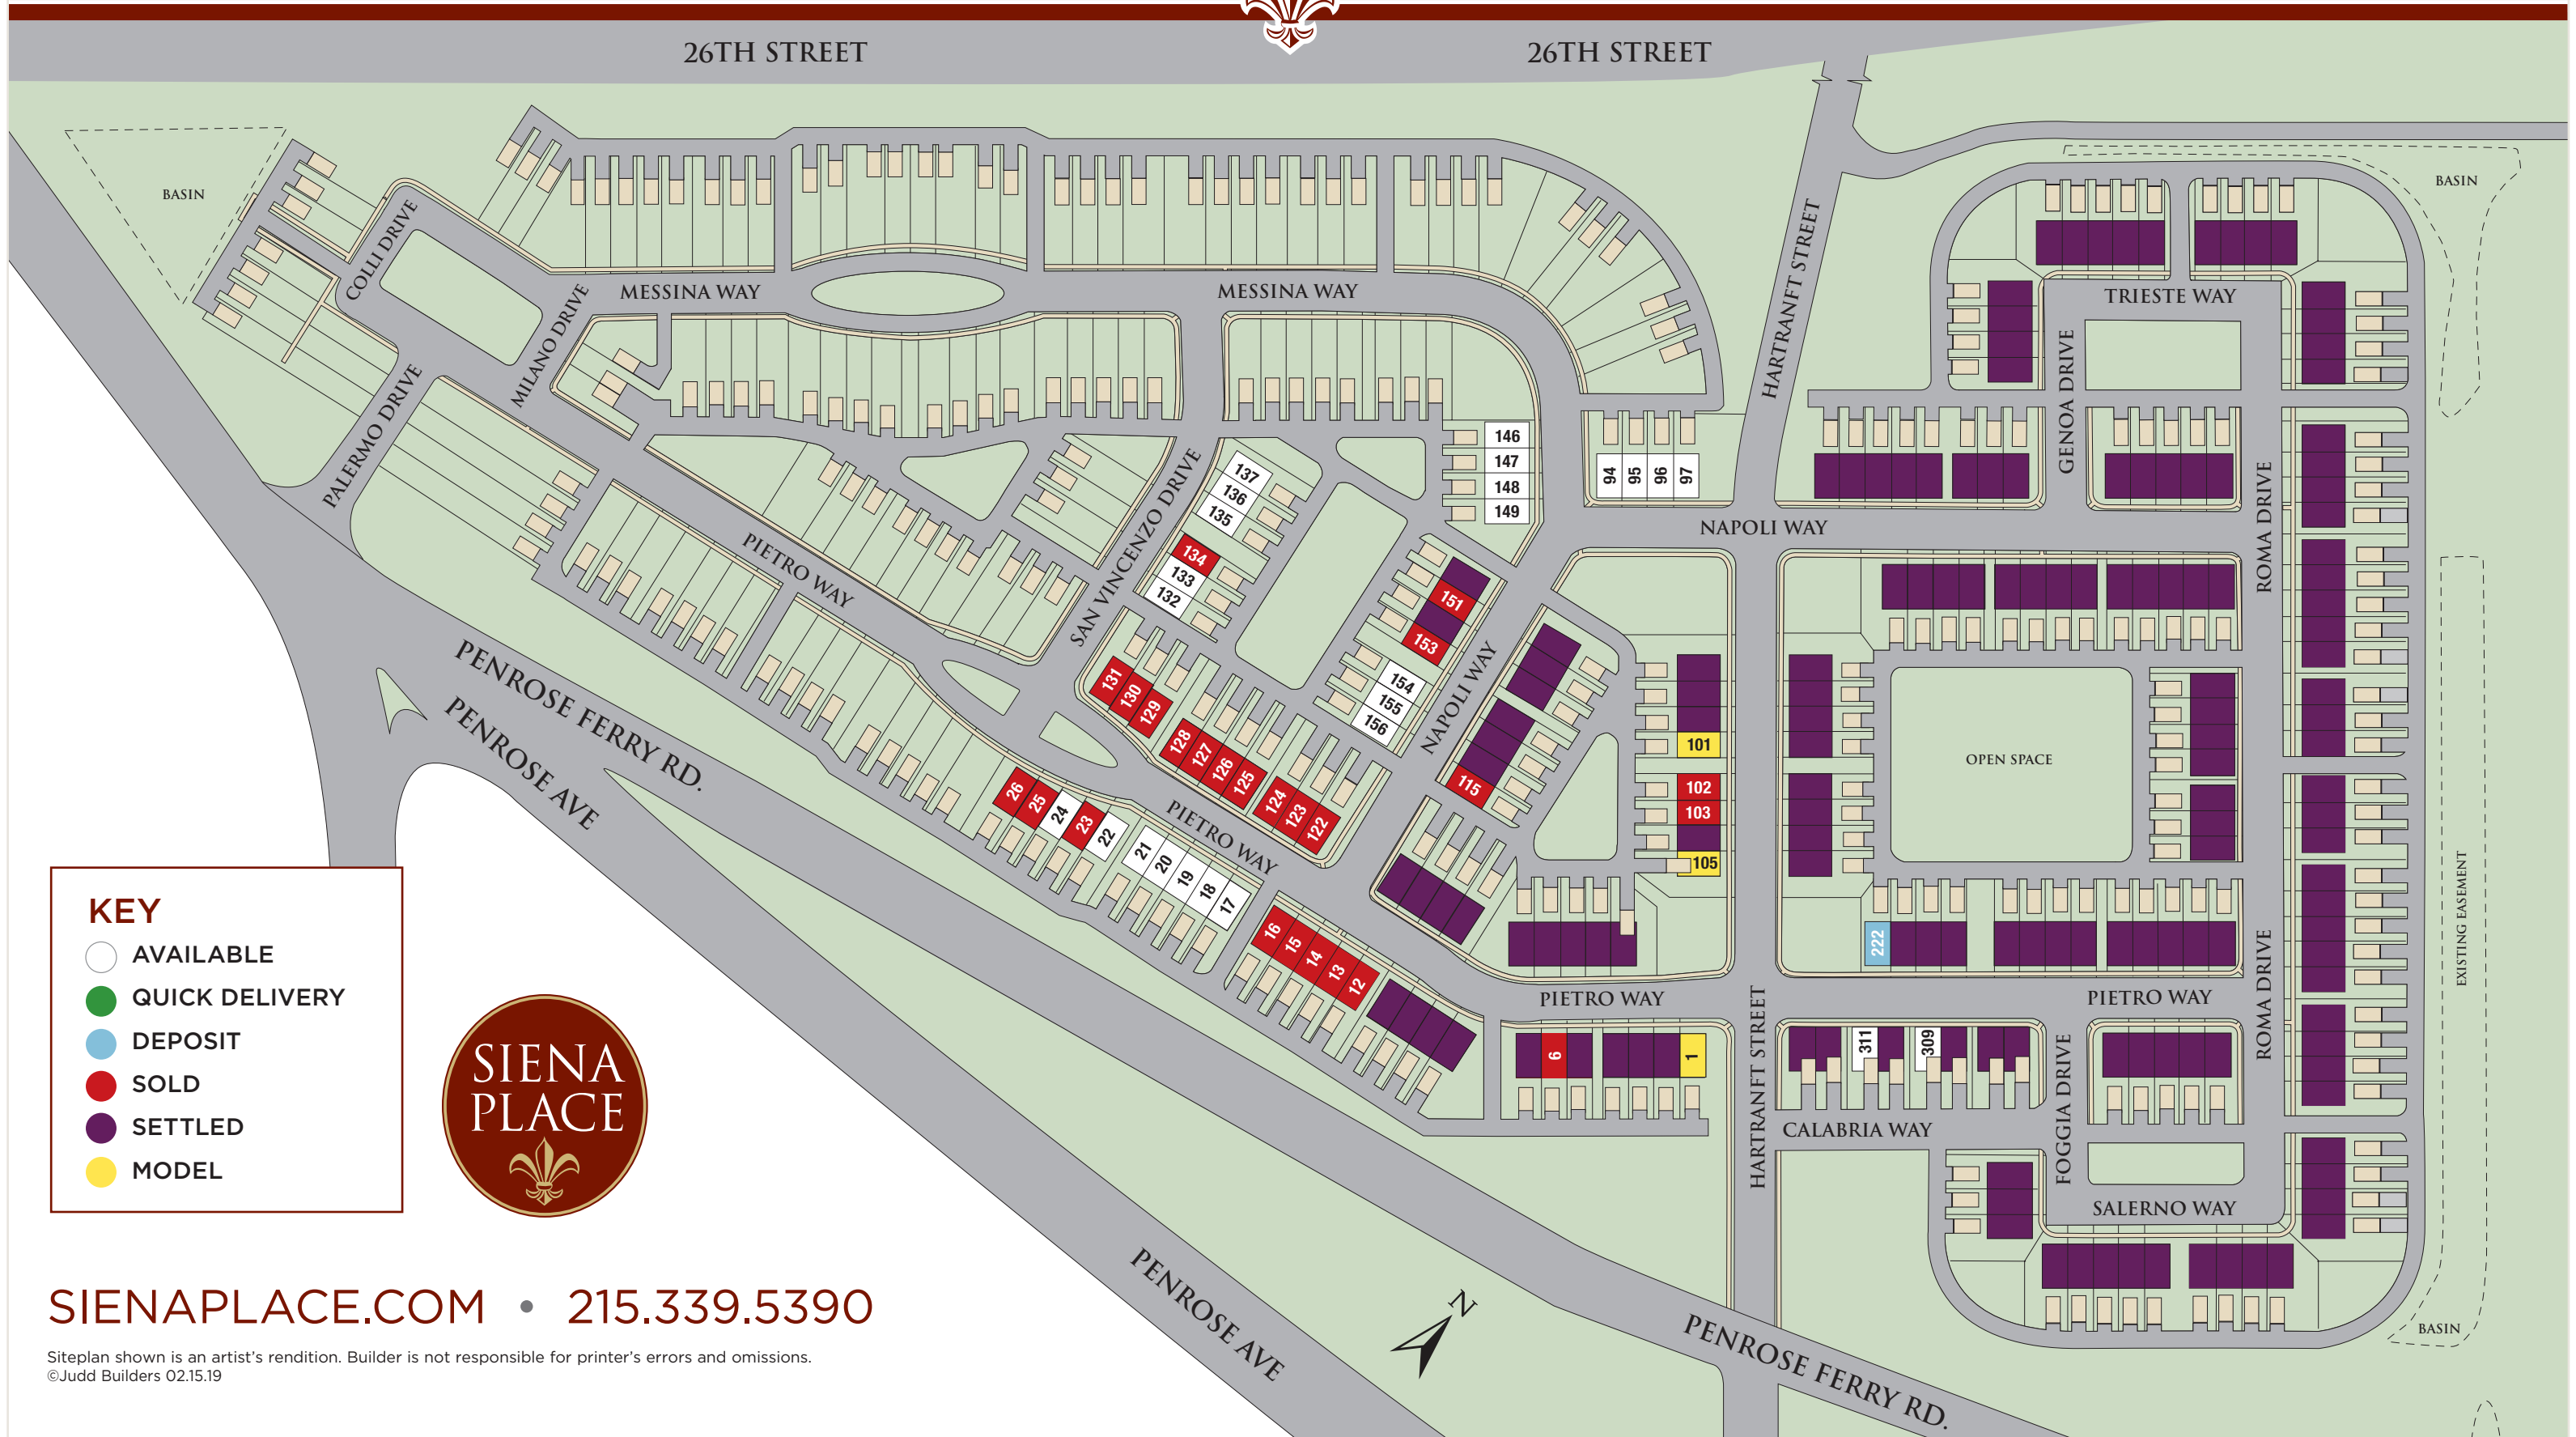 26TH STREET
26TH STREET
BASIN
BASIN
COLLI DRIVE
MILANO DRIVE
PALERMO DRIVE
MESSINA WAY
MESSINA WAY
HARTRANFT STREET
TRIESTE WAY
GENOA DRIVE
ROMA DRIVE
146
147
148
149
94
95
96
97
NAPOLI WAY
SAN VINCENZO DRIVE
137
136
135
134
133
132
PIETRO WAY
151
153
154
155
156
NAPOLI WAY
131
130
129
128
127
126
125
124
123
122
115
101
102
103
105
OPEN SPACE
EXISTING EASEMENT
PENROSE FERRY RD.
PENROSE AVE
26
25
24
23
22
21
20
19
18
17
PIETRO WAY
16
15
14
13
12
222
PIETRO WAY
PIETRO WAY
ROMA DRIVE
6
1
HARTRANFT STREET
311
309
FOGGIA DRIVE
CALABRIA WAY
SALERNO WAY
BASIN
KEY
AVAILABLE
QUICK DELIVERY
DEPOSIT
SOLD
SETTLED
MODEL
SIENA
PLACE
PENROSE AVE
N
PENROSE FERRY RD.
SIENAPLACE.COM • 215.339.5390
Siteplan shown is an artist's rendition. Builder is not responsible for printer's errors and omissions.
©Judd Builders 02.15.19